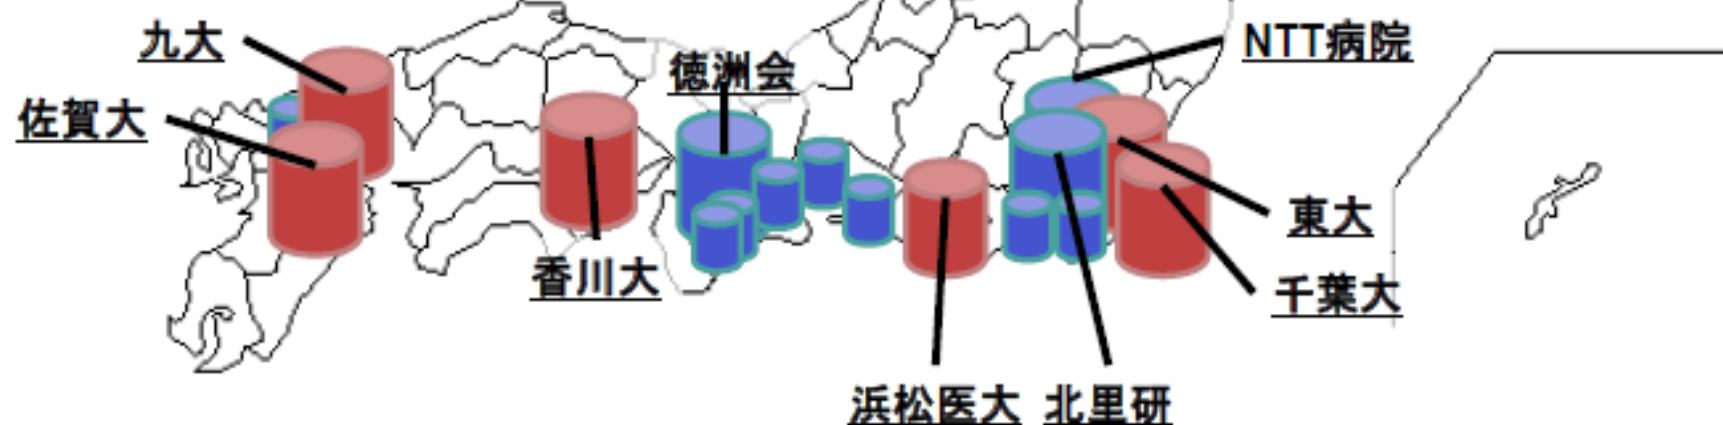 九大
NTT病院
徳洲会
佐賀大
東大
香川大
千葉大
浜松医大
北里研